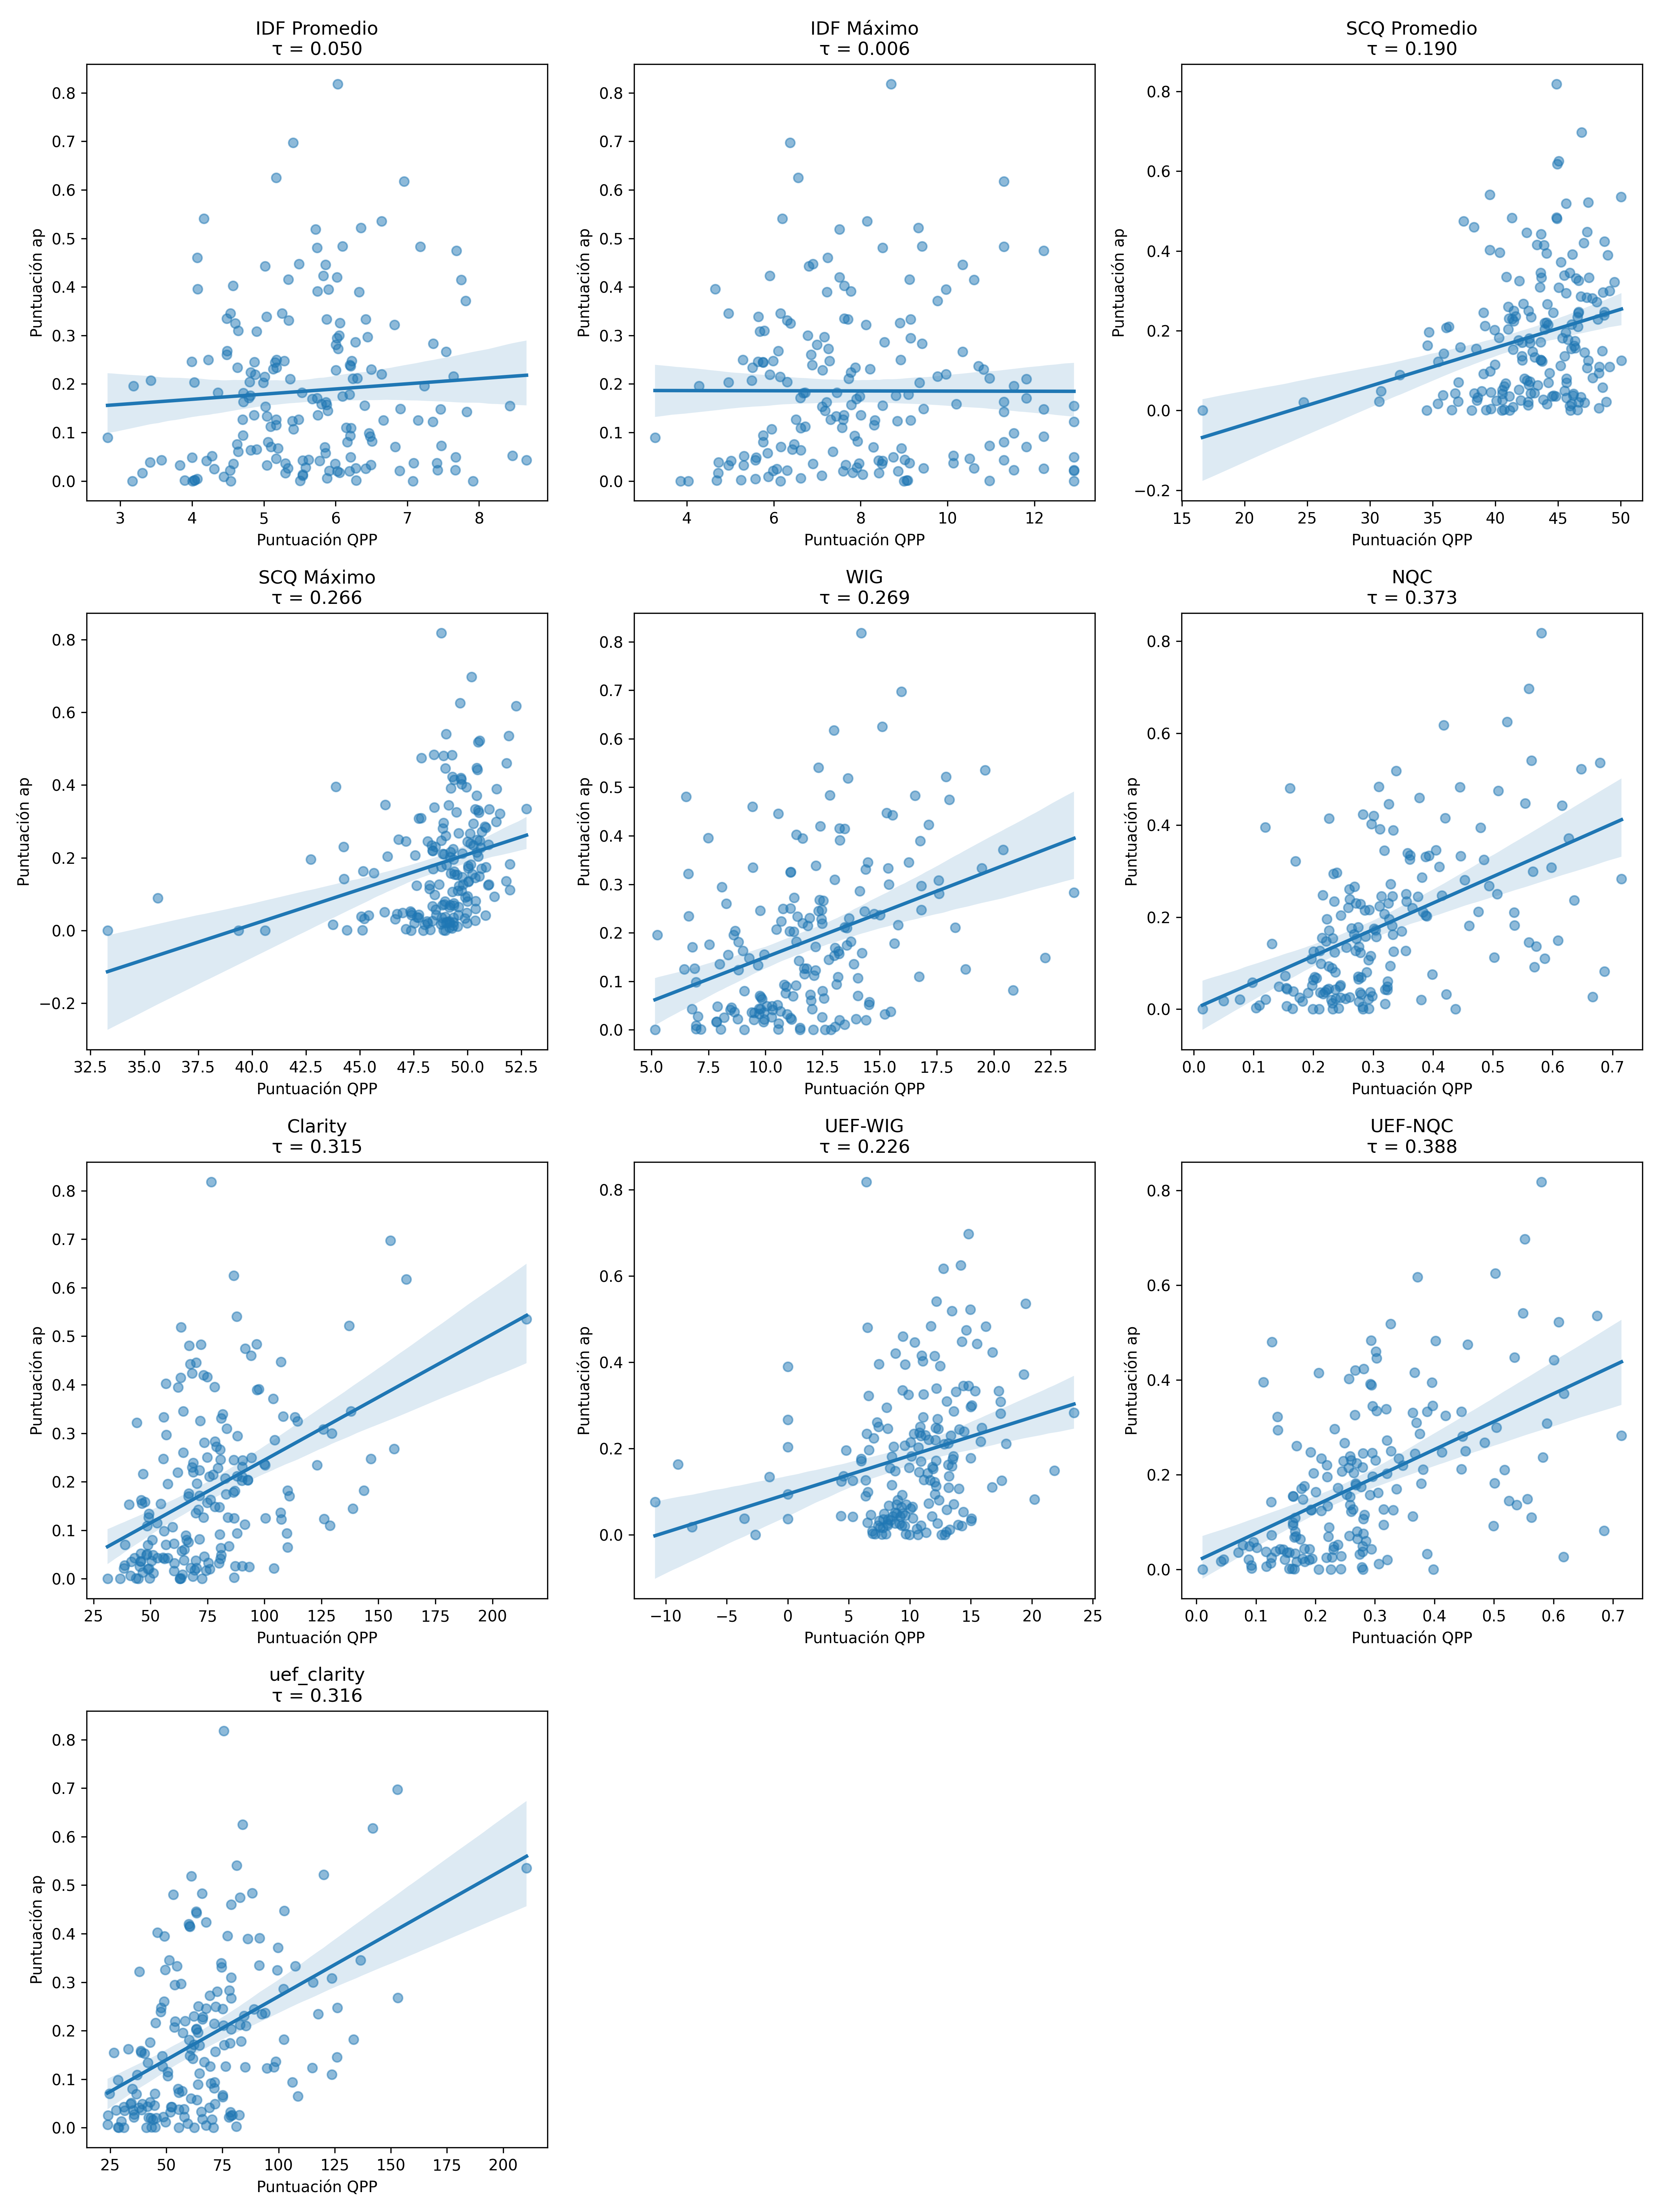 IDF Promedio
τ = 0.050
IDF Máximo
τ = 0.006
SCQ Promedio
τ = 0.190
Puntuación ap
0.8
0.7
0.6
0.5
0.4
0.3
0.2
0.1
0.0
3 4 5 6 7 8
Puntuación QPP
Puntuación ap
0.8
0.7
0.6
0.5
0.4
0.3
0.2
0.1
0.0
4 6 8 10 12
Puntuación QPP
Puntuación ap
0.8
0.6
0.4
0.2
0.0
−0.2
15 20 25 30 35 40 45 50
Puntuación QPP
SCQ Máximo
τ = 0.266
WIG
τ = 0.269
NQC
τ = 0.373
Puntuación ap
0.8
0.6
0.4
0.2
0.0
−0.2
32.5 35.0 37.5 40.0 42.5 45.0 47.5 50.0 52.5
Puntuación QPP
Puntuación ap
0.8
0.7
0.6
0.5
0.4
0.3
0.2
0.1
0.0
5.0 7.5 10.0 12.5 15.0 17.5 20.0 22.5
Puntuación QPP
Puntuación ap
0.8
0.6
0.4
0.2
0.0
0.0 0.1 0.2 0.3 0.4 0.5 0.6 0.7
Puntuación QPP
Clarity
τ = 0.315
UEF-WIG
τ = 0.226
UEF-NQC
τ = 0.388
Puntuación ap
0.8
0.7
0.6
0.5
0.4
0.3
0.2
0.1
0.0
25 50 75 100 125 150 175 200
Puntuación QPP
Puntuación ap
0.8
0.6
0.4
0.2
0.0
−10 −5 0 5 10 15 20 25
Puntuación QPP
Puntuación ap
0.8
0.6
0.4
0.2
0.0
0.0 0.1 0.2 0.3 0.4 0.5 0.6 0.7
Puntuación QPP
uef_clarity
τ = 0.316
Puntuación ap
0.8
0.7
0.6
0.5
0.4
0.3
0.2
0.1
0.0
25 50 75 100 125 150 175 200
Puntuación QPP